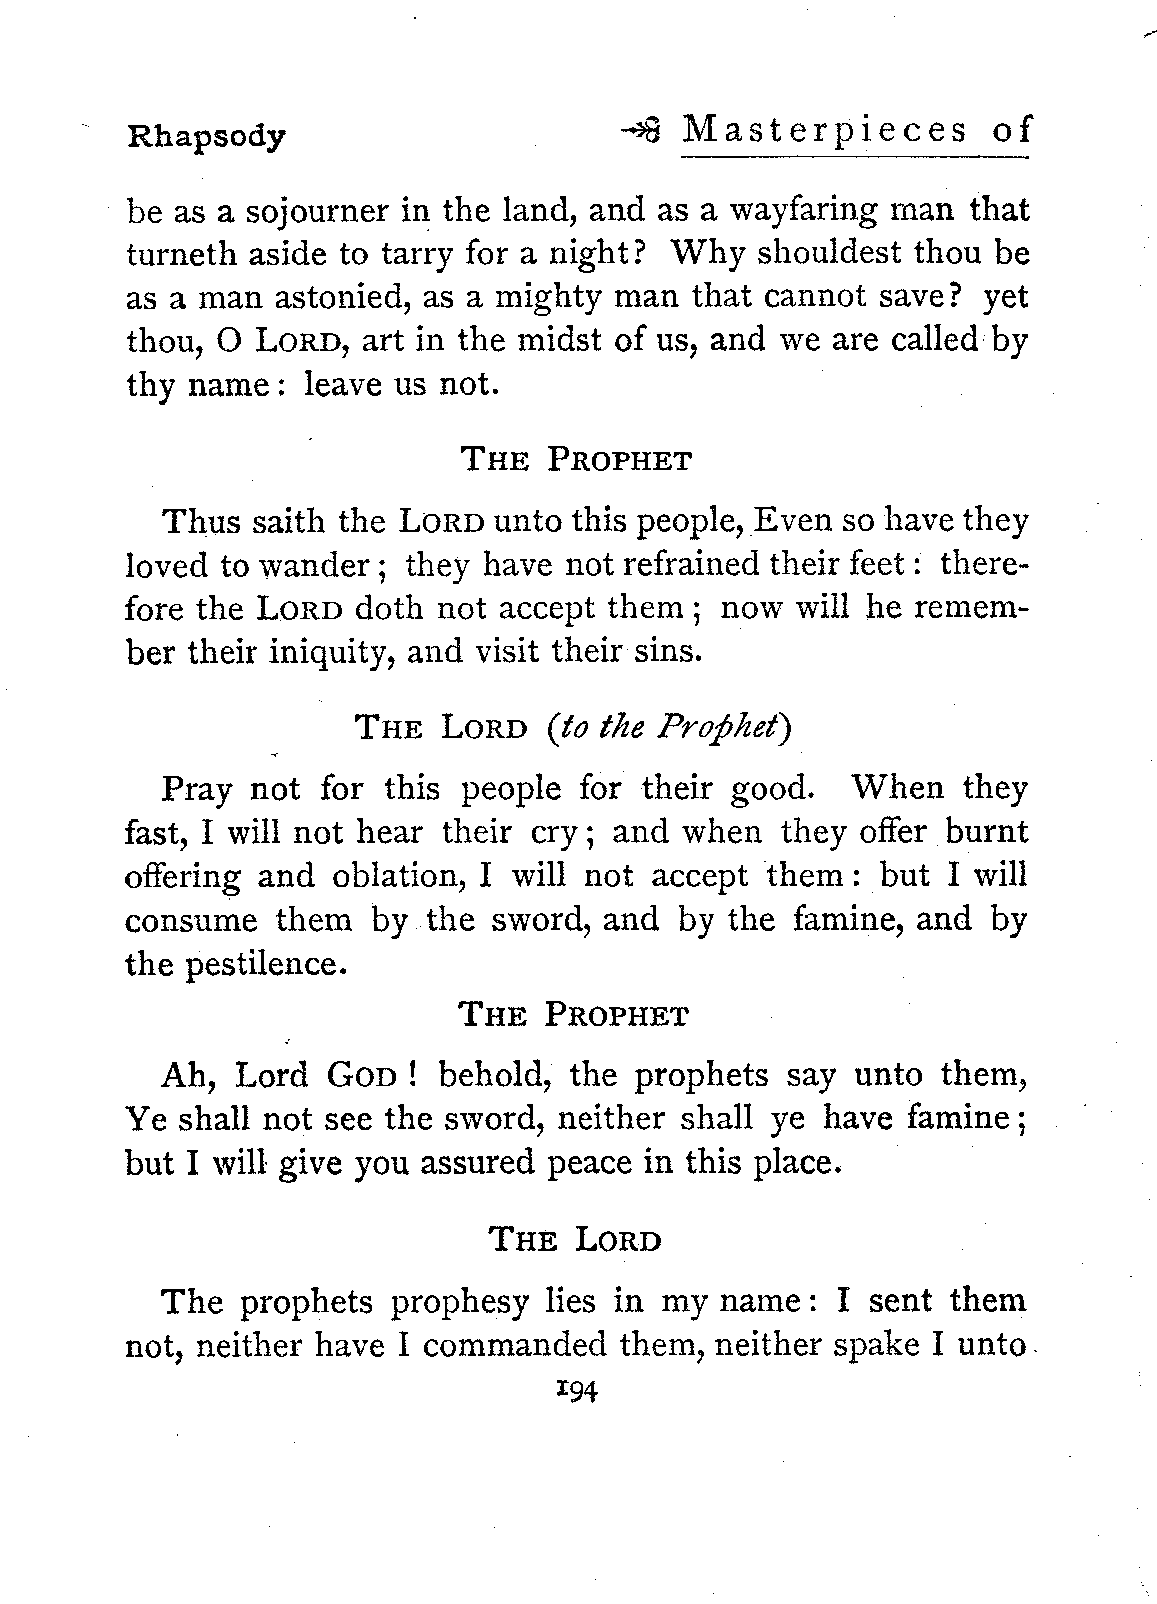 Rhapsody Masterpieces of
be as a sojourner in the land, and as a wayfaring man that
turneth aside to tarry for a night? Why shouldest thou be
as a man astonied, as a mighty man that cannot save? yet
thou, O LORD, art in the midst of us, and we are called by
thy name: leave us not.
THE PROPHET
Thus saith the LORD unto this people, Even so have they
loved to wander; they have not refrained their feet: there-
fore the LORD doth not accept them; now will he remem-
ber their iniquity, and visit their sins.
THE LORD (to the Prophet)
Pray not for this people for their good. When they
fast, I will not hear their cry; and when they offer burnt
offering and oblation, I will not accept them: but I will
consume them by the sword, and by the famine, and by
the pestilence.
THE PROPHET
Ah, Lord GOD! behold, the prophets say unto them,
Ye shall not see the sword, neither shall ye have famine;
but I will give you assured peace in this place.
THE LORD
The prophets prophesy lies in my name: I sent them
not, neither have I commanded them, neither spake I unto
194